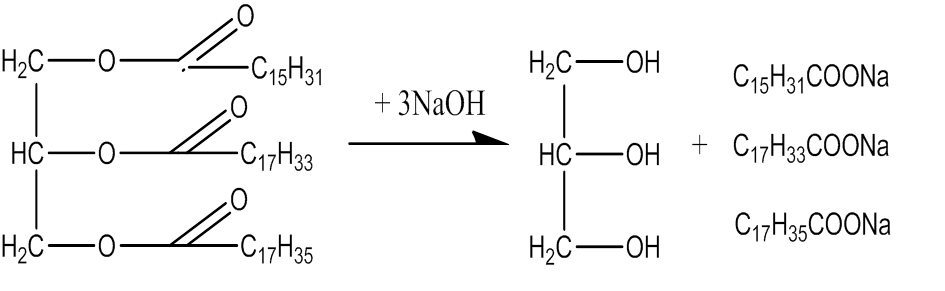 O
H₂C—O—C₁₅H₃₁ H₂C—OH C₁₅H₃₁COONa
+ 3NaOH
O
HC—O—C₁₇H₃₃ HC—OH + C₁₇H₃₃COONa
O
H₂C—O—C₁₇H₃₅ H₂C—OH C₁₇H₃₅COONa